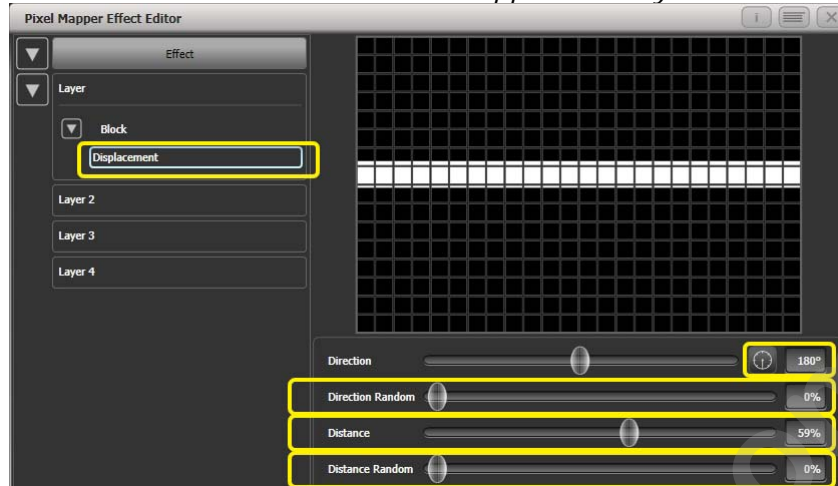 Pixel Mapper Effect Editor
i
Effect
Layer
Block
Displacement
Layer 2
Layer 3
Layer 4
Direction 180°
Direction Random 0%
Distance 59%
Distance Random 0%